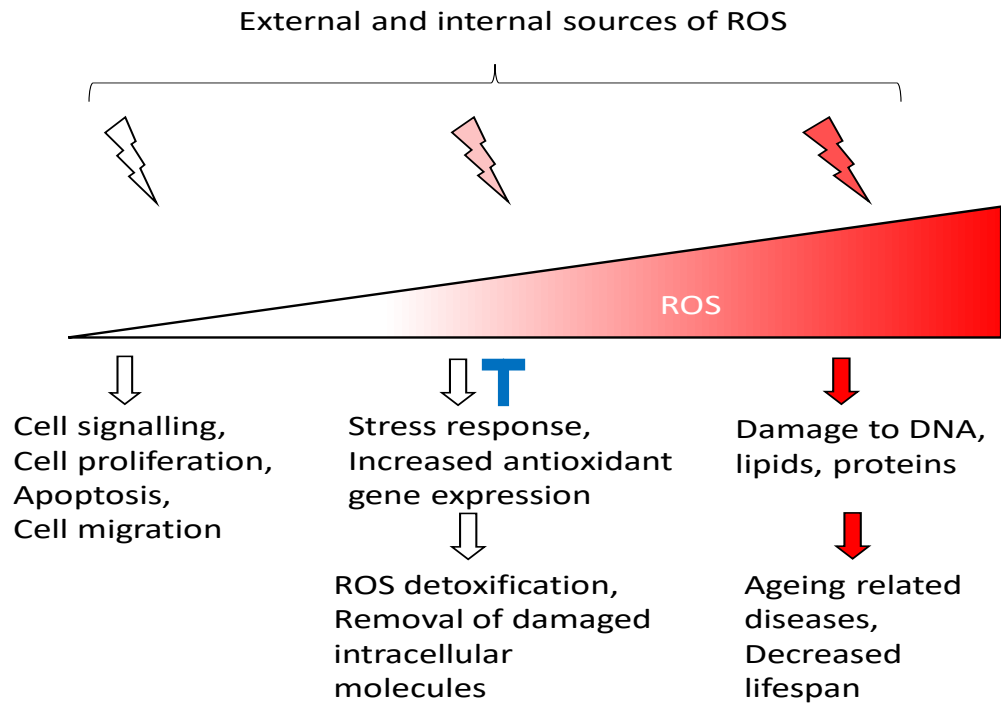 External and internal sources of ROS
ROS
Cell signalling,
Cell proliferation,
Apoptosis,
Cell migration
Stress response,
Increased antioxidant
gene expression
ROS detoxification,
Removal of damaged
intracellular
molecules
Damage to DNA,
lipids, proteins
Ageing related
diseases,
Decreased
lifespan